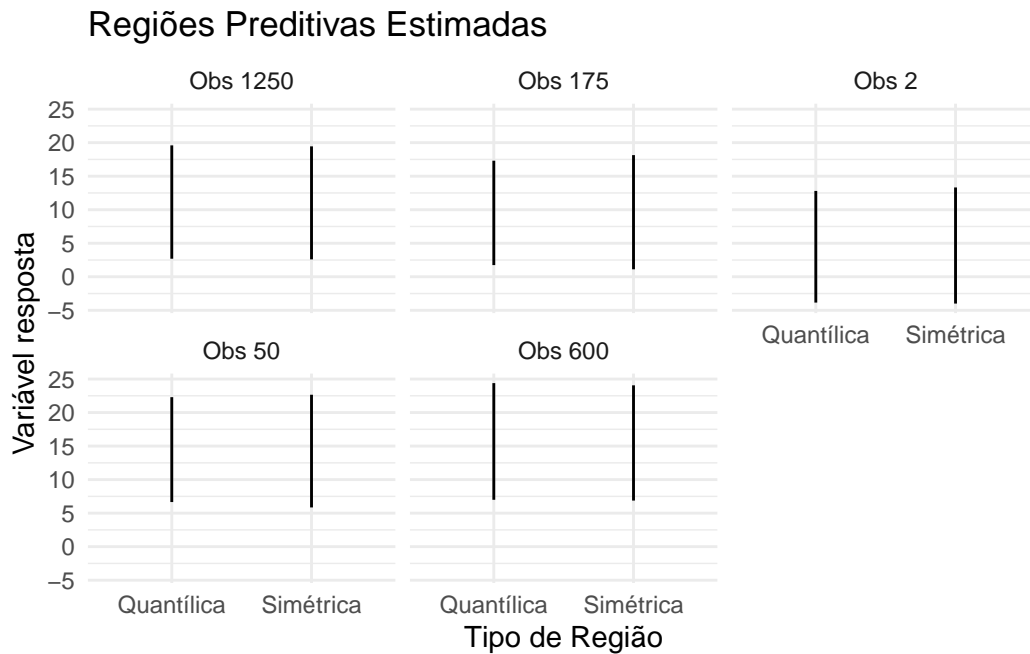 Regiões Preditivas Estimadas
Obs 1250 Obs 175 Obs 2
25
20
15
10
5
0
−5
Quantílica Simétrica
Obs 50 Obs 600
25
20
15
10
5
0
−5
Quantílica Simétrica Quantílica Simétrica
Tipo de Região
Variável resposta